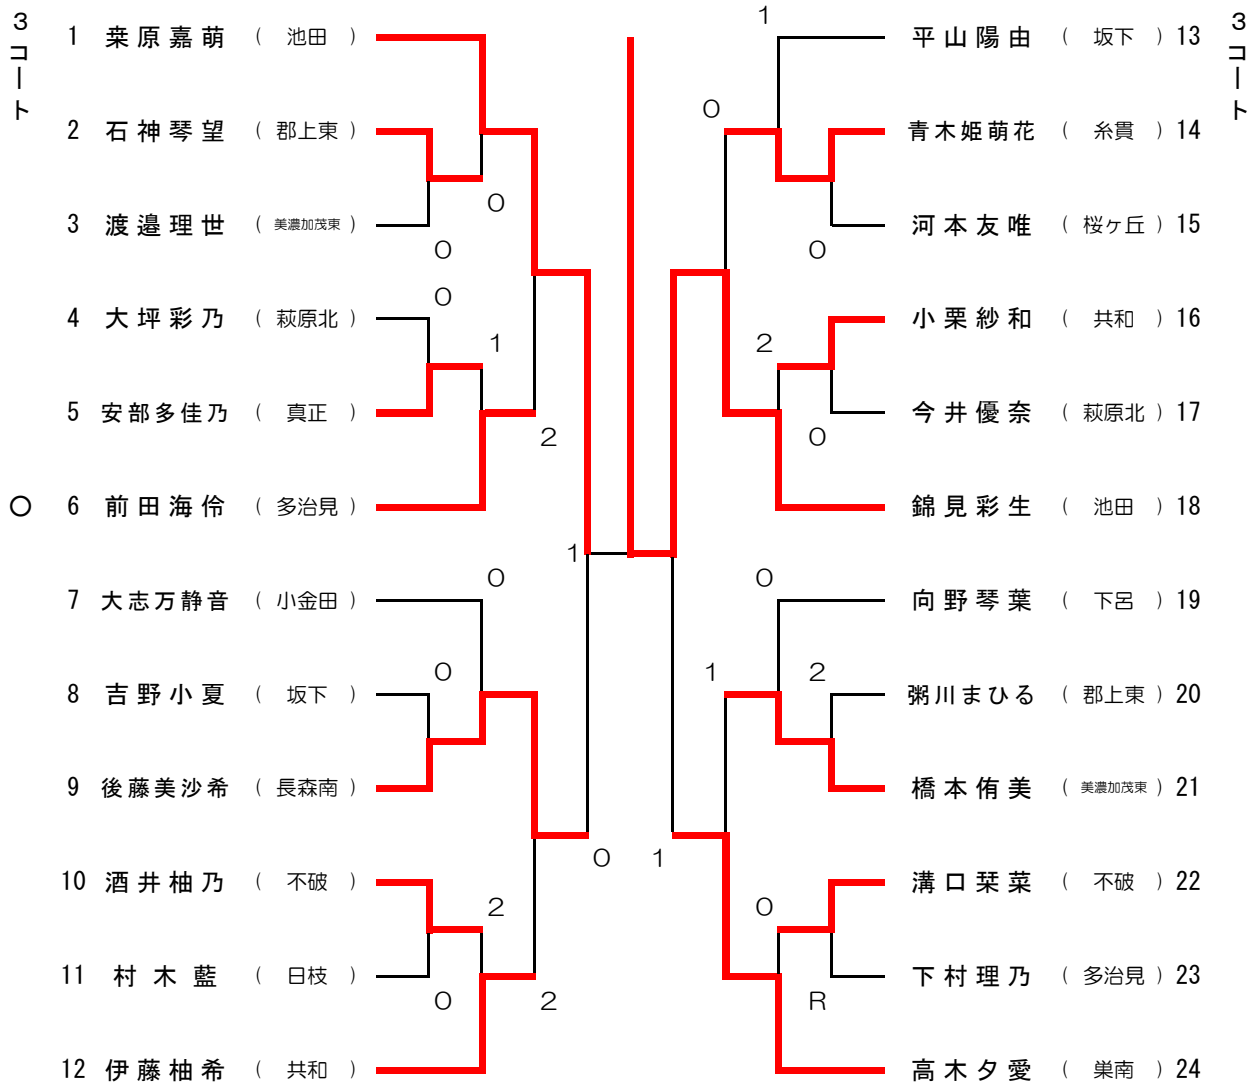 3コート
1 桒原嘉萌 ( 池田 )
2 石神琴望 ( 郡上東 )
0
3 渡邉理世 ( 美濃加茂東 )
0
0
4 大坪彩乃 ( 萩原北 )
1
5 安部多佳乃 ( 真正 )
2
○ 6 前田海伶 ( 多治見 )
1
0
7 大志万静音 ( 小金田 )
0
8 吉野小夏 ( 坂下 )
9 後藤美沙希 ( 長森南 )
0
10 酒井柚乃 ( 不破 )
2
11 村木藍 ( 日枝 )
0 2
12 伊藤柚希 ( 共和 )
3コート
1
平山陽由 ( 坂下 ) 13
0
青木姫萌花 ( 糸貫 ) 14
河本友唯 ( 桜ヶ丘 ) 15
0
小栗紗和 ( 共和 ) 16
2
今井優奈 ( 萩原北 ) 17
0
錦見彩生 ( 池田 ) 18
0
向野琴葉 ( 下呂 ) 19
1 2
粥川まひる ( 郡上東 ) 20
橋本侑美 ( 美濃加茂東 ) 21
1
溝口栞菜 ( 不破 ) 22
0
下村理乃 ( 多治見 ) 23
R
高木夕愛 ( 巣南 ) 24